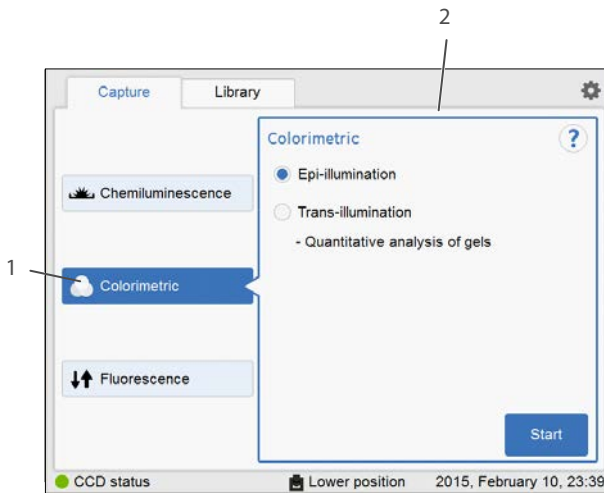 2
Capture
Library
Colorimetric
?
Epi-illumination
Chemiluminescence
Trans-illumination
- Quantitative analysis of gels
1
Colorimetric
Fluorescence
Start
CCD status
Lower position
2015, February 10, 23:39